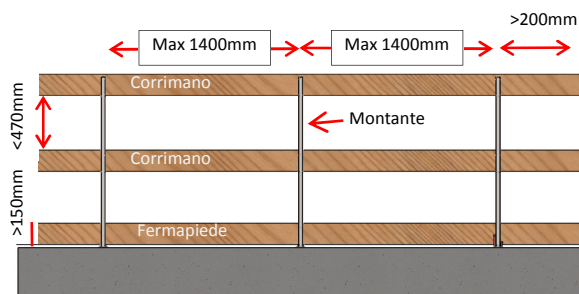 >200mm
Max 1400mm
Max 1400mm
Corrimano
<470mm
Montante
Corrimano
>150mm
Fermapiede